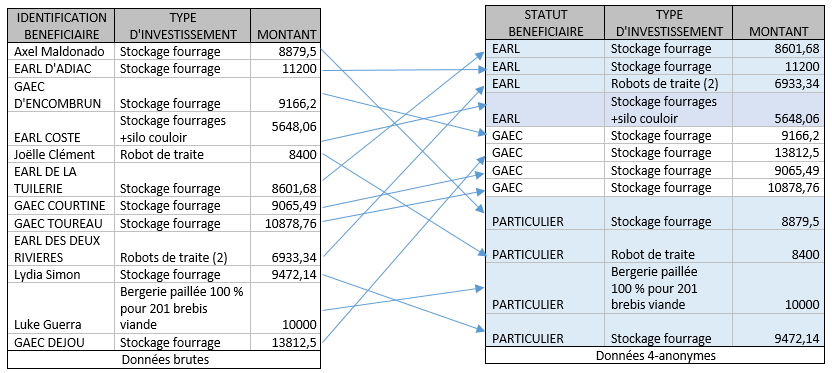 IDENTIFICATION BENEFICIAIRE TYPE D'INVESTISSEMENT MONTANT
Axel Maldonado Stockage fourrage 8879,5
EARL D'ADIAC Stockage fourrage 11200
GAEC D'ENCOMBRUN Stockage fourrage 9166,2
EARL COSTE Stockage fourrages +silo couloir 5648,06
Joëlle Clément Robot de traite 8400
EARL DE LA TUILERIE Stockage fourrage 8601,68
GAEC COURTINE Stockage fourrage 9065,49
GAEC TOUREAU Stockage fourrage 10878,76
EARL DES DEUX RIVIERES Robots de traite (2) 6933,34
Lydia Simon Stockage fourrage 9472,14
Luke Guerra Bergerie paillée 100 % pour 201 brebis viande 10000
GAEC DEJOU Stockage fourrage 13812,5
Données brutes
STATUT BENEFICIAIRE TYPE D'INVESTISSEMENT MONTANT
EARL Stockage fourrage 8601,68
EARL Stockage fourrage 11200
EARL Robots de traite (2) 6933,34
EARL Stockage fourrages +silo couloir 5648,06
GAEC Stockage fourrage 9166,2
GAEC Stockage fourrage 13812,5
GAEC Stockage fourrage 9065,49
GAEC Stockage fourrage 10878,76
PARTICULIER Stockage fourrage 8879,5
PARTICULIER Robot de traite 8400
PARTICULIER Bergerie paillée 100 % pour 201 brebis viande 10000
PARTICULIER Stockage fourrage 9472,14
Données 4-anonymes